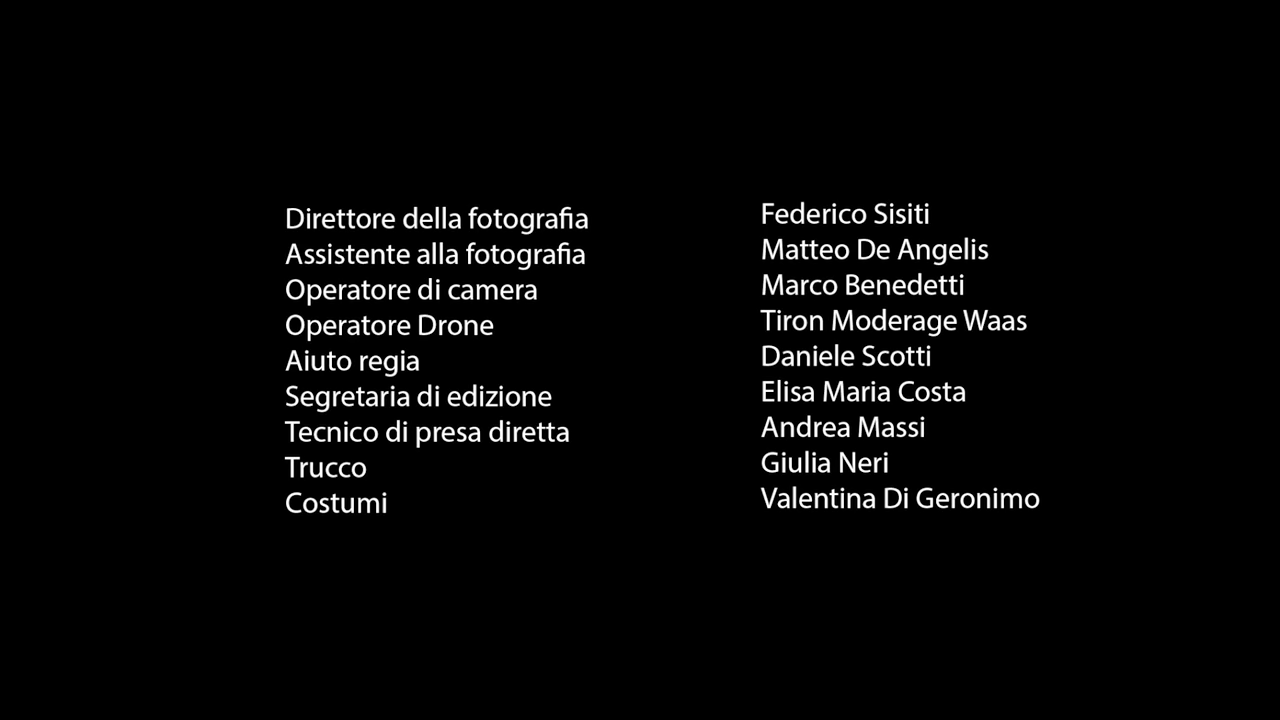 Direttore della fotografia Federico Sisiti
Assistente alla fotografia Matteo De Angelis
Operatore di camera Marco Benedetti
Operatore Drone Tiron Moderage Waas
Aiuto regia Daniele Scotti
Segretaria di edizione Elisa Maria Costa
Tecnico di presa diretta Andrea Massi
Trucco Giulia Neri
Costumi Valentina Di Geronimo